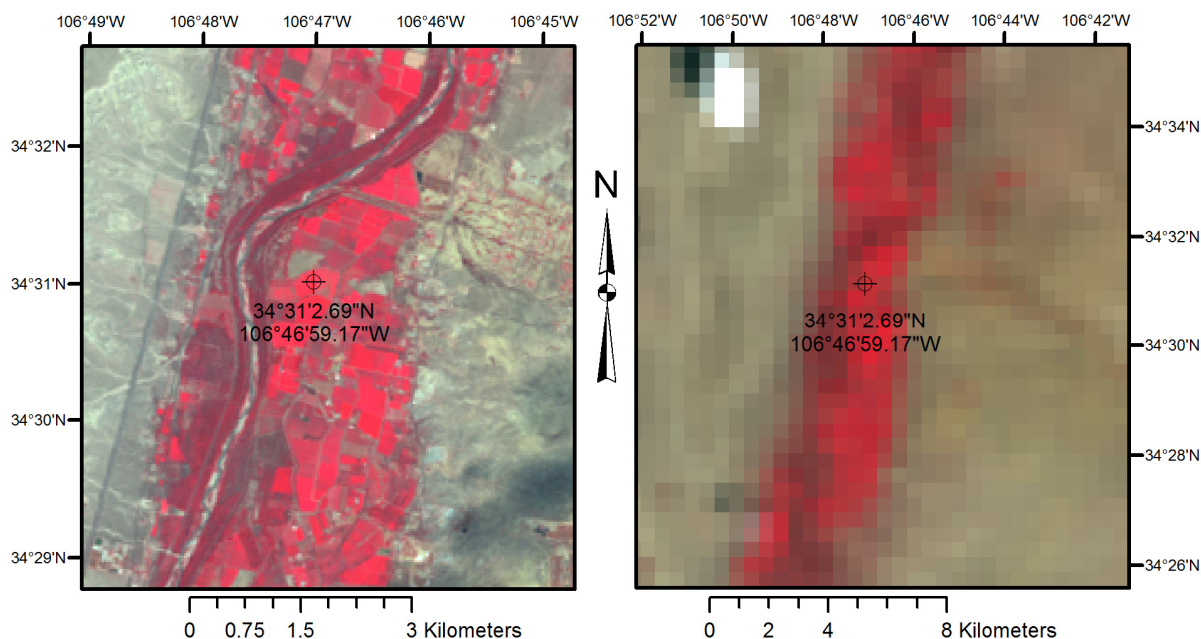 106°49'W 106°48'W 106°47'W 106°46'W 106°45'W
106°52'W 106°50'W 106°48'W 106°46'W 106°44'W 106°42'W
34°32'N
34°31'N
34°30'N
34°29'N
34°31'2.69"N
106°46'59.17"W
N
34°31'2.69"N
106°46'59.17"W
34°34'N
34°32'N
34°30'N
34°28'N
34°26'N
0 0.75 1.5 3 Kilometers
0 2 4 8 Kilometers